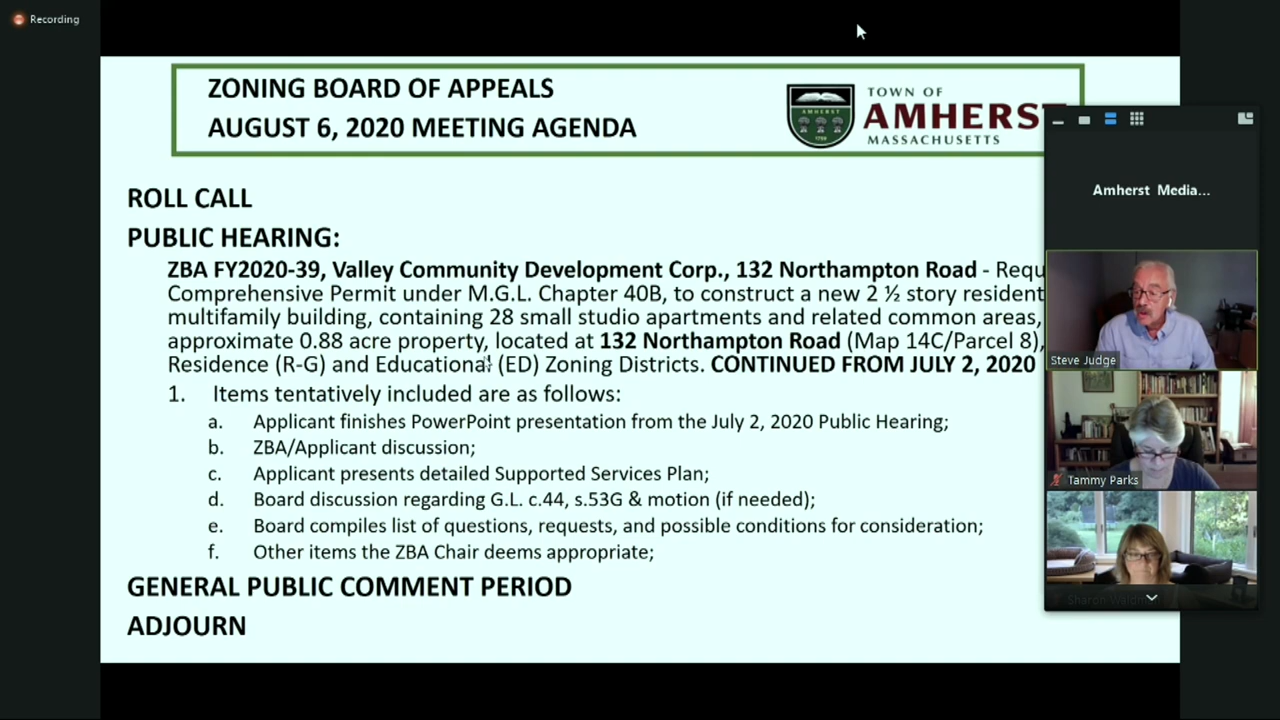 Recording
ZONING BOARD OF APPEALS
AUGUST 6, 2020 MEETING AGENDA
AMHERST
1759
TOWN OF
AMHERST
MASSACHUSETTS
Amherst Media...
ROLL CALL
PUBLIC HEARING:
ZBA FY2020-39, Valley Community Development Corp., 132 Northampton Road - Requ
Comprehensive Permit under M.G.L. Chapter 40B, to construct a new 2 ½ story resident
multifamily building, containing 28 small studio apartments and related common areas,
approximate 0.88 acre property, located at 132 Northampton Road (Map 14C/Parcel 8),
Residence (R-G) and Educational (ED) Zoning Districts. CONTINUED FROM JULY 2, 2020
1. Items tentatively included are as follows:
a. Applicant finishes PowerPoint presentation from the July 2, 2020 Public Hearing;
b. ZBA/Applicant discussion;
c. Applicant presents detailed Supported Services Plan;
d. Board discussion regarding G.L. c.44, s.53G & motion (if needed);
e. Board compiles list of questions, requests, and possible conditions for consideration;
f. Other items the ZBA Chair deems appropriate;
GENERAL PUBLIC COMMENT PERIOD
ADJOURN
Steve Judge
Tammy Parks
Sharon